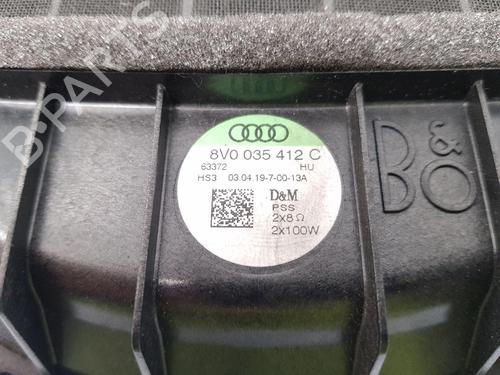 8V0 035 412 C
63372 HU
HS3 03.04.19-7-00-13A
D&M
PSS
2x8Ω
2x100W
B&O
B-PARTS